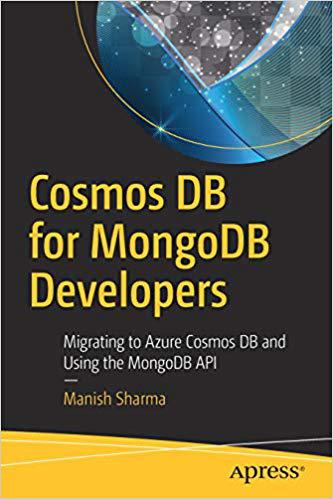 Cosmos DB
for MongoDB
Developers
Migrating to Azure Cosmos DB and
Using the MongoDB API
—
Manish Sharma
Apress®